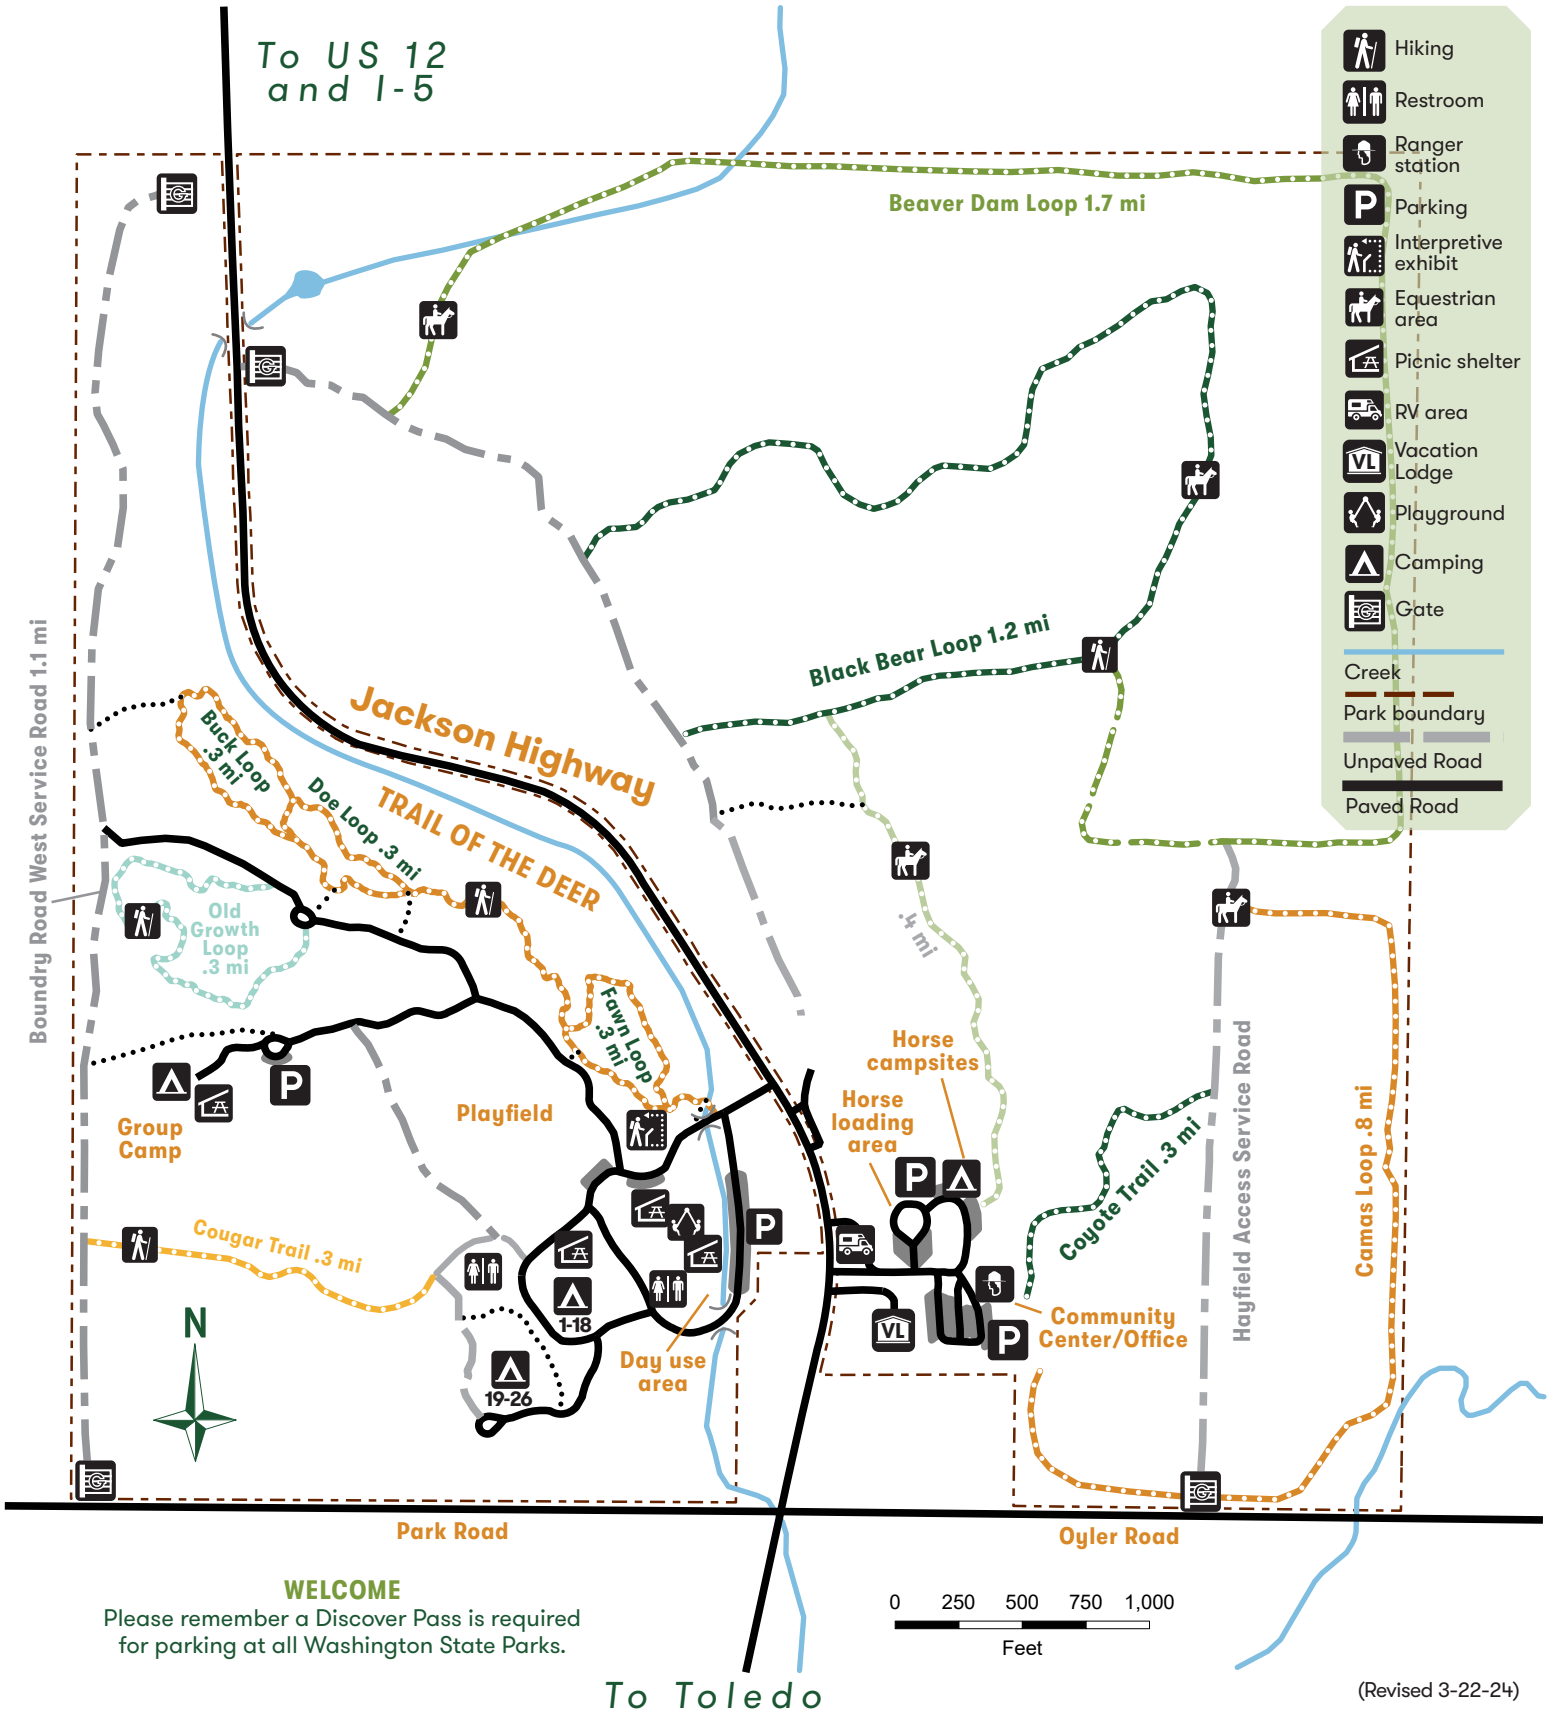 To US 12
and I-5
Hiking
Restroom
Ranger
station
P
Parking
Interpretive
exhibit
Equestrian
area
Picnic shelter
RV area
VL
Vacation
Lodge
Playground
Camping
G
Gate
Creek
Park boundary
Unpaved Road
Paved Road
G
Beaver Dam Loop 1.7 mi
G
Black Bear Loop 1.2 mi
Boundry Road West Service Road 1.1 mi
Jackson Highway
Buck Loop
.3 mi
Doe Loop .3 mi
TRAIL OF THE DEER
Old
Growth
Loop
.3 mi
.4 mi
Fawn Loop
.3 mi
Horse
campsites
Horse
loading
area
P
Group
Camp
Playfield
P
P
Coyote Trail .3 mi
Hayfield Access Service Road
Camas Loop .8 mi
Cougar Trail .3 mi
1-18
VL
P
Community
Center/Office
Day use
area
19-26
N
G
G
Park Road
Oyler Road
WELCOME
Please remember a Discover Pass is required
for parking at all Washington State Parks.
0 250 500 750 1,000
Feet
To Toledo
(Revised 3-22-24)